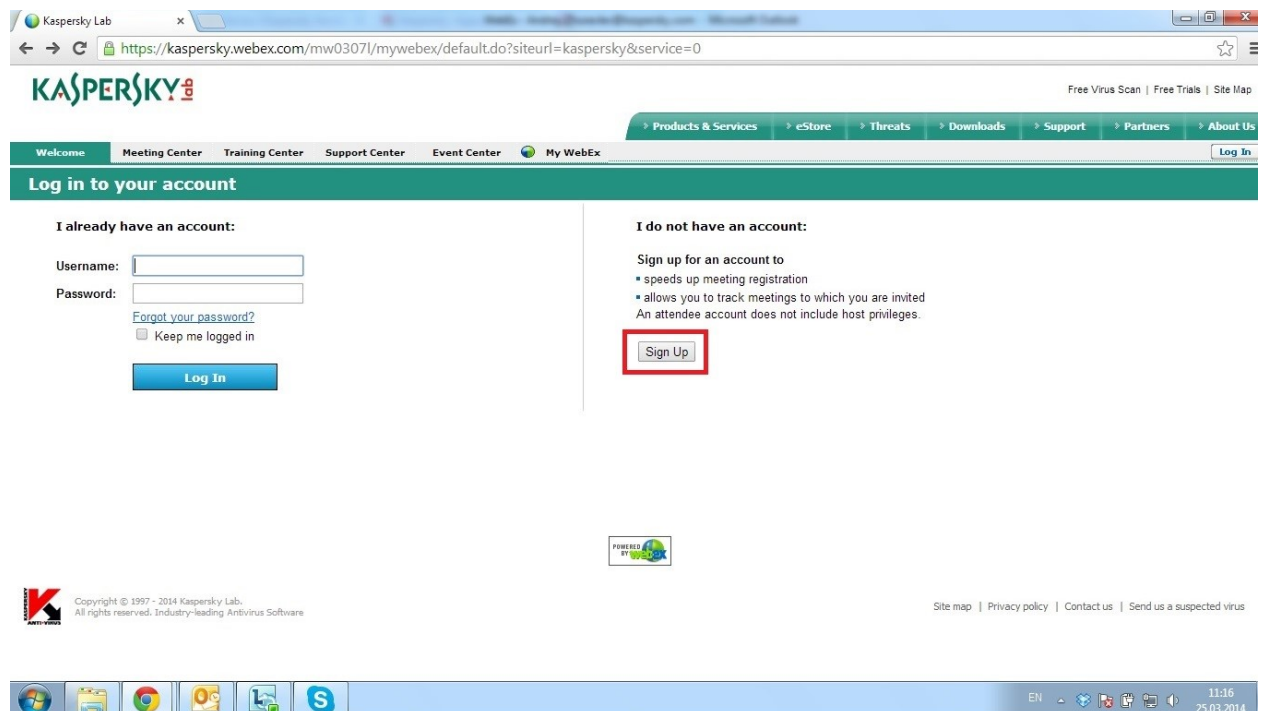 Kaspersky Lab
https://kaspersky.webex.com/mw0307l/mywebex/default.do?siteurl=kaspersky&service=0
KASPERSKY lab
Free Virus Scan | Free Trials | Site Map
Products & Services eStore Threats Downloads Support Partners About Us
Welcome Meeting Center Training Center Support Center Event Center My WebEx Log In
Log in to your account
I already have an account:
Username:
Password:
Forgot your password?
Keep me logged in
Log In
I do not have an account:
Sign up for an account to
speeds up meeting registration
allows you to track meetings to which you are invited
An attendee account does not include host privileges.
Sign Up
POWERED
BY webex
KASPERSKY
ANTI-VIRUS
Copyright © 1997 - 2014 Kaspersky Lab.
All rights reserved. Industry-leading Antivirus Software
Site map | Privacy policy | Contact us | Send us a suspected virus
EN
11:16
25.03.2014